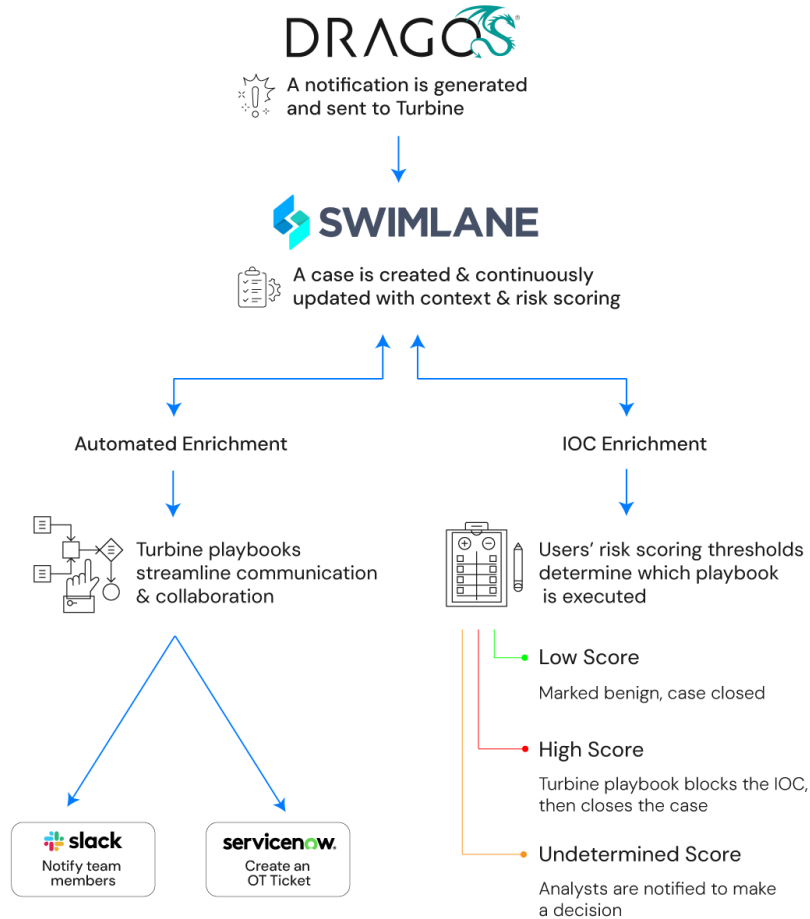 DRAGOS®
A notification is generated
and sent to Turbine
SWIMLANE
A case is created & continuously
updated with context & risk scoring
Automated Enrichment
IOC Enrichment
Turbine playbooks
streamline communication
& collaboration
Users’ risk scoring thresholds
determine which playbook
is executed
Low Score
Marked benign, case closed
High Score
Turbine playbook blocks the IOC,
then closes the case
Undetermined Score
Analysts are notified to make
a decision
slack
Notify team
members
servicenow.
Create an
OT Ticket